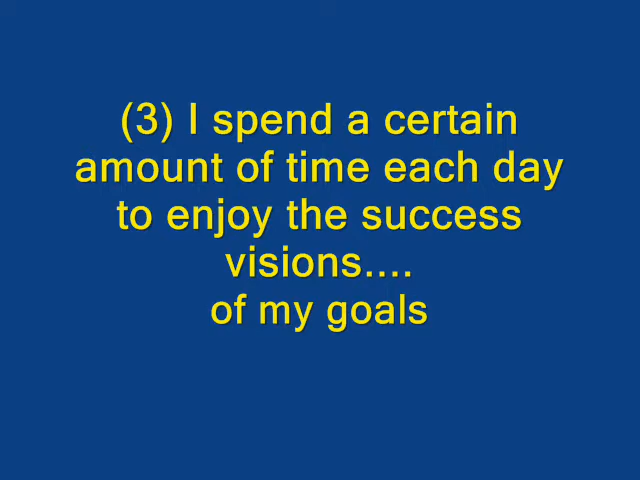 (3) I spend a certain
amount of time each day
to enjoy the success
visions....
of my goals